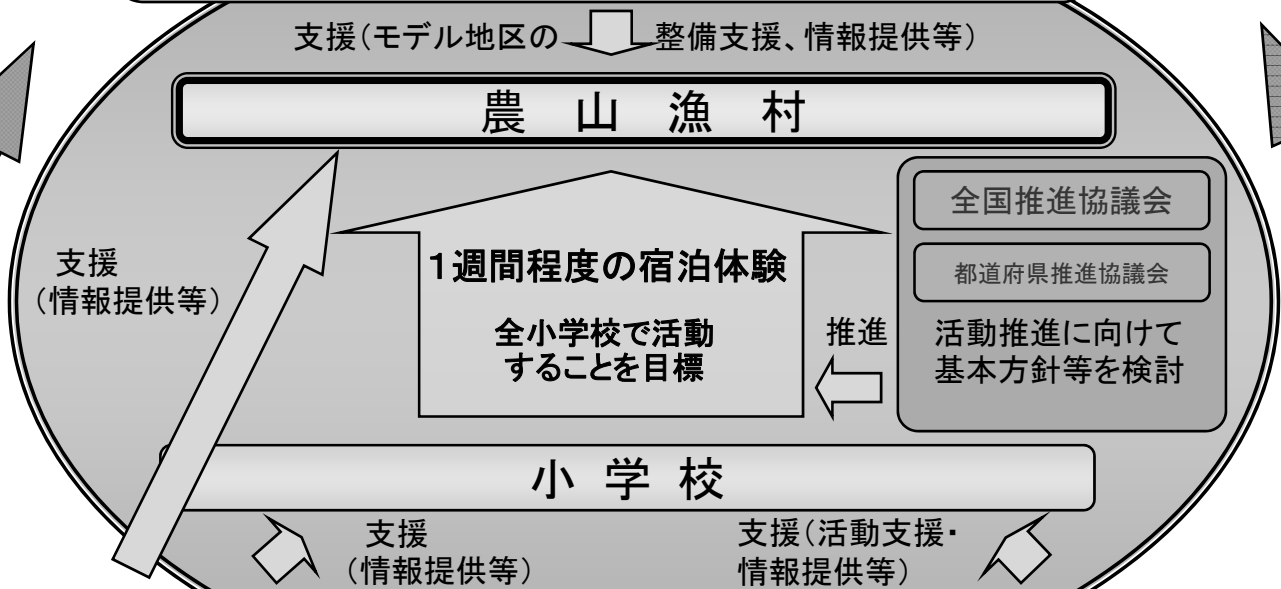 支援(モデル地区の 整備支援、情報提供等)
農山漁村
全国推進協議会
都道府県推進協議会
活動推進に向けて
基本方針等を検討
支援
(情報提供等)
1週間程度の宿泊体験
全小学校で活動
することを目標
推進
小学校
支援
(情報提供等)
支援(活動支援・
情報提供等)